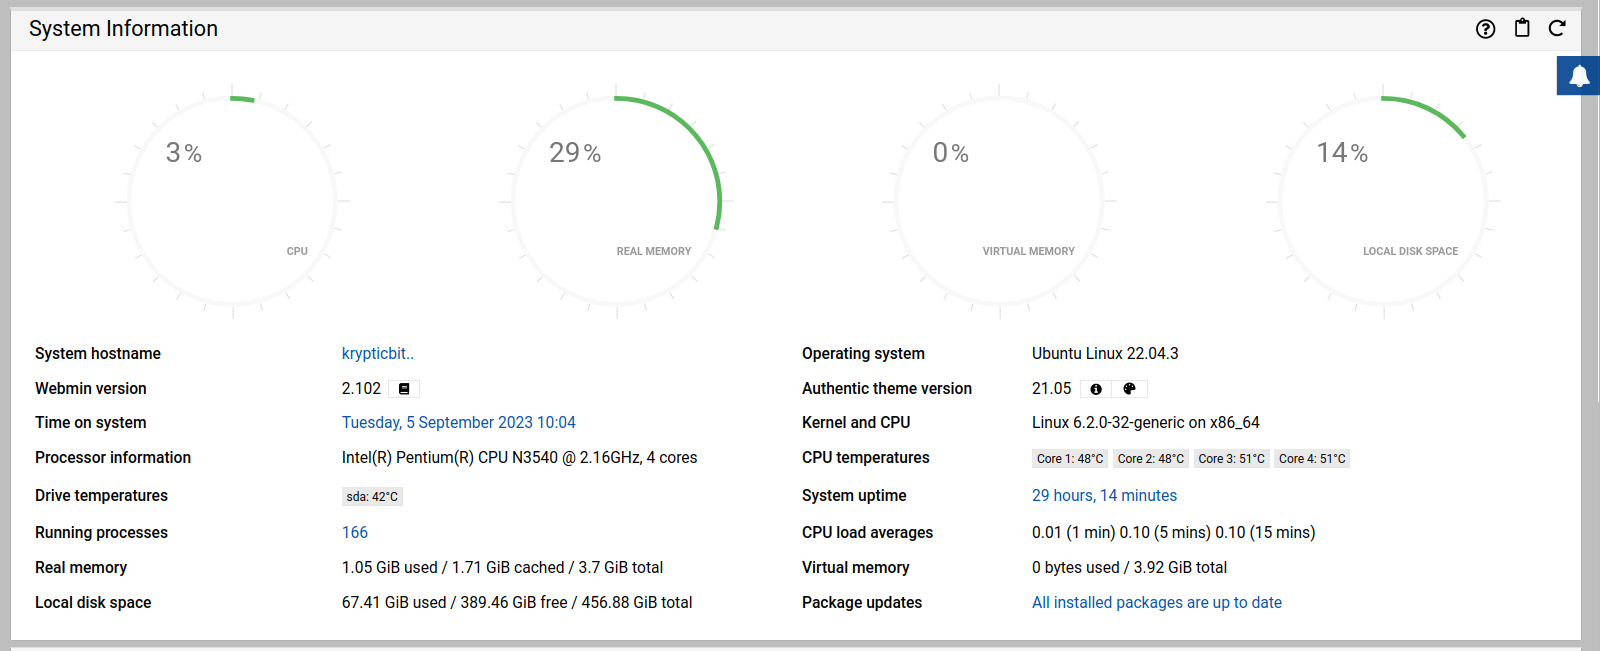 System Information
3%
CPU
29%
REAL MEMORY
0%
VIRTUAL MEMORY
14%
LOCAL DISK SPACE
System hostname krypticbit.. Operating system Ubuntu Linux 22.04.3
Webmin version 2.102 Authentic theme version 21.05
Time on system Tuesday, 5 September 2023 10:04 Kernel and CPU Linux 6.2.0-32-generic on x86_64
Processor information Intel(R) Pentium(R) CPU N3540 @ 2.16GHz, 4 cores CPU temperatures Core 1: 48°C Core 2: 48°C Core 3: 51°C Core 4: 51°C
Drive temperatures sda: 42°C System uptime 29 hours, 14 minutes
Running processes 166 CPU load averages 0.01 (1 min) 0.10 (5 mins) 0.10 (15 mins)
Real memory 1.05 GiB used / 1.71 GiB cached / 3.7 GiB total Virtual memory 0 bytes used / 3.92 GiB total
Local disk space 67.41 GiB used / 389.46 GiB free / 456.88 GiB total Package updates All installed packages are up to date